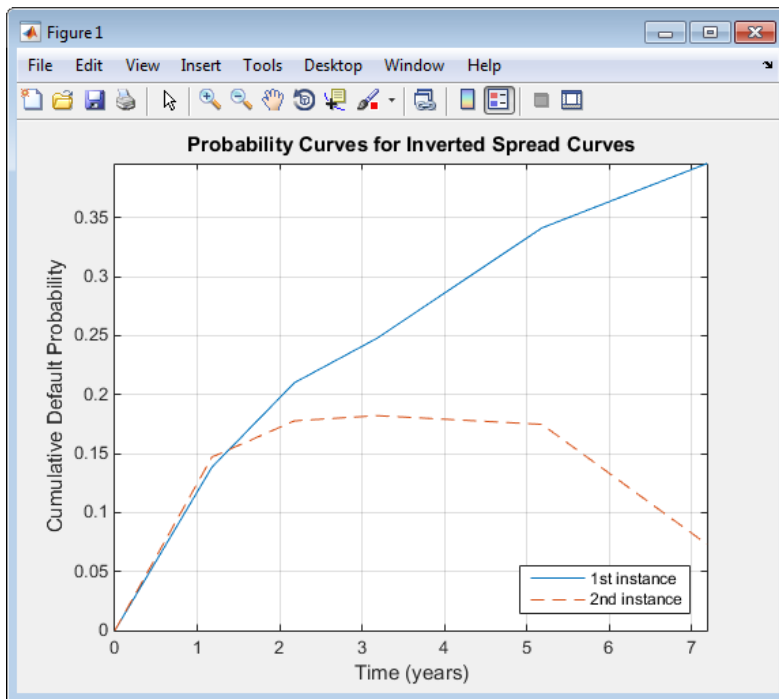 Figure 1
File Edit View Insert Tools Desktop Window Help
Probability Curves for Inverted Spread Curves
0.35
0.3
0.25
0.2
0.15
0.1
0.05
0
Cumulative Default Probability
1st instance
2nd instance
0 1 2 3 4 5 6 7
Time (years)